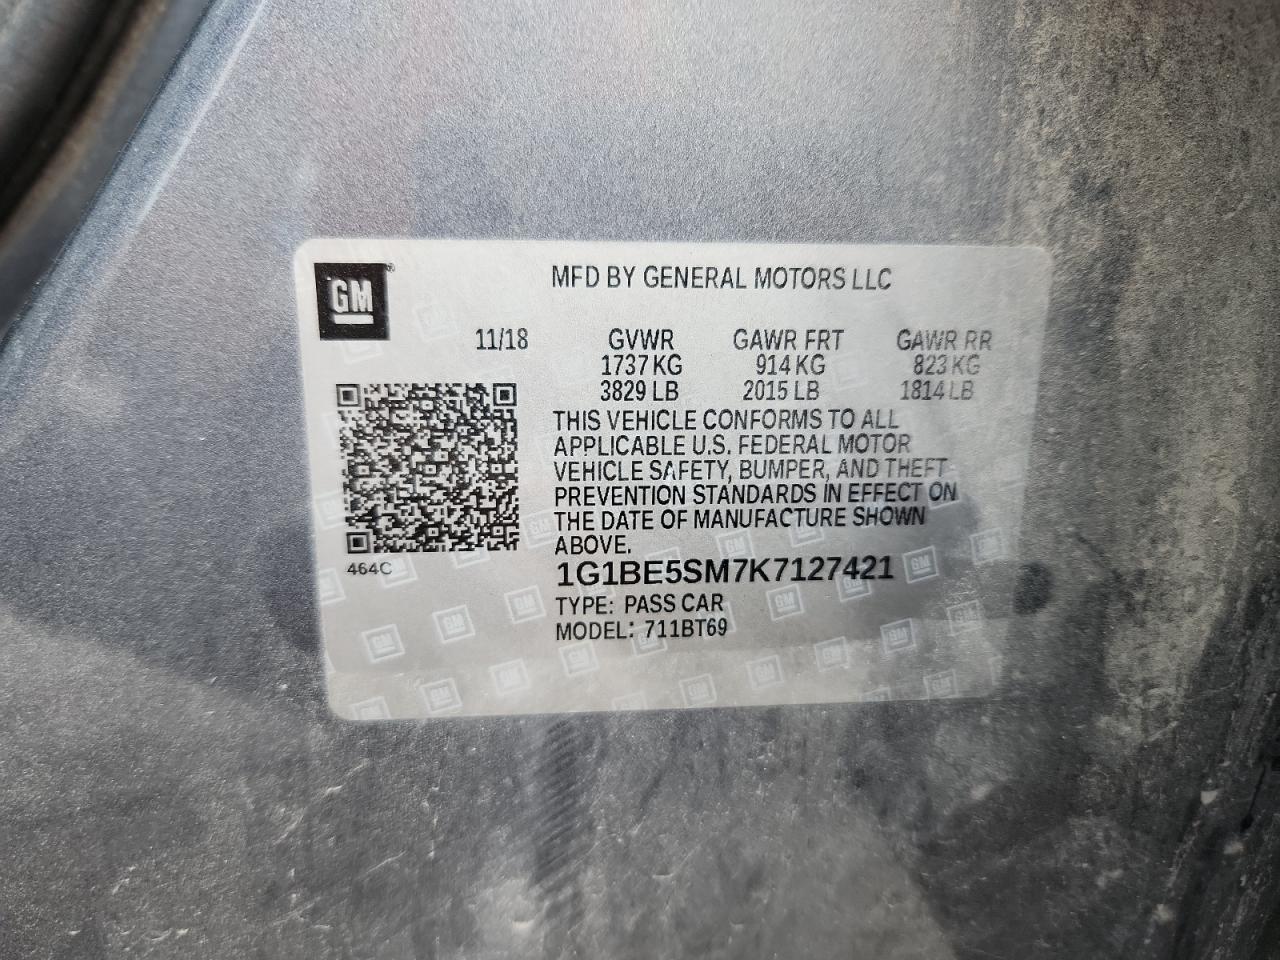 GM
MFD BY GENERAL MOTORS LLC
11/18 GVWR GAWR FRT GAWR RR
1737 KG 914 KG 823 KG
3829 LB 2015 LB 1814 LB
THIS VEHICLE CONFORMS TO ALL
APPLICABLE U.S. FEDERAL MOTOR
VEHICLE SAFETY, BUMPER, AND THEFT
PREVENTION STANDARDS IN EFFECT ON
THE DATE OF MANUFACTURE SHOWN
ABOVE.
464C
1G1BE5SM7K7127421
TYPE: PASS CAR
MODEL: 711BT69